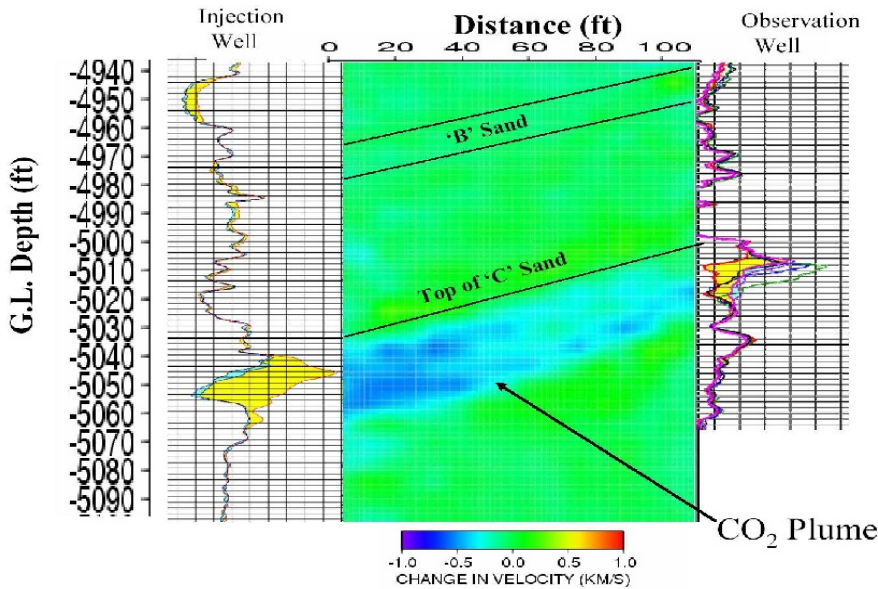 Injection
Well
Distance (ft)
Observation
Well
0 20 40 60 80 100
G.L. Depth (ft)
-4940
-4950
-4960
-4970
-4980
-4990
-5000
-5010
-5020
-5030
-5040
-5050
-5060
-5070
-5080
-5090
‘B’ Sand
Top of ‘C’ Sand
CO₂ Plume
-1.0 -0.5 0.0 0.5 1.0
CHANGE IN VELOCITY (KM/S)